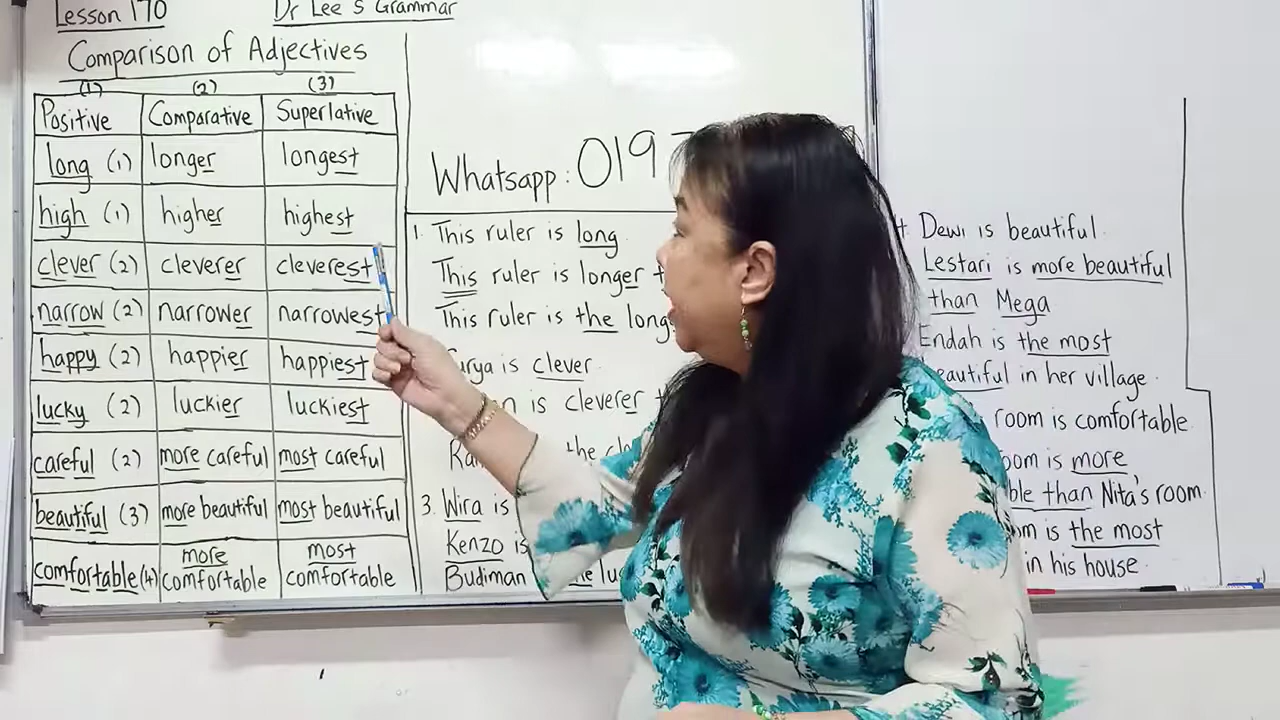 Lesson 170
Dr Lee's Grammar
Comparison of Adjectives
(1) (2) (3)
Positive Comparative Superlative
long (1) longer longest
high (1) higher highest
clever (2) cleverer cleverest
narrow (2) narrower narrowest
happy (2) happier happiest
lucky (2) luckier luckiest
careful (2) more careful most careful
beautiful (3) more beautiful most beautiful
comfortable (4) more comfortable most comfortable
Whatsapp : 019
1. This ruler is long.
This ruler is longer
This ruler is the
is clever.
is cleverer
the
3. Wira is
Kenzo is
Budiman
Dewi is beautiful.
Lestari is more beautiful
than Mega
Endah is the most
in her village.
room is comfortable.
is more
than Nita's room.
is the most
in his house.